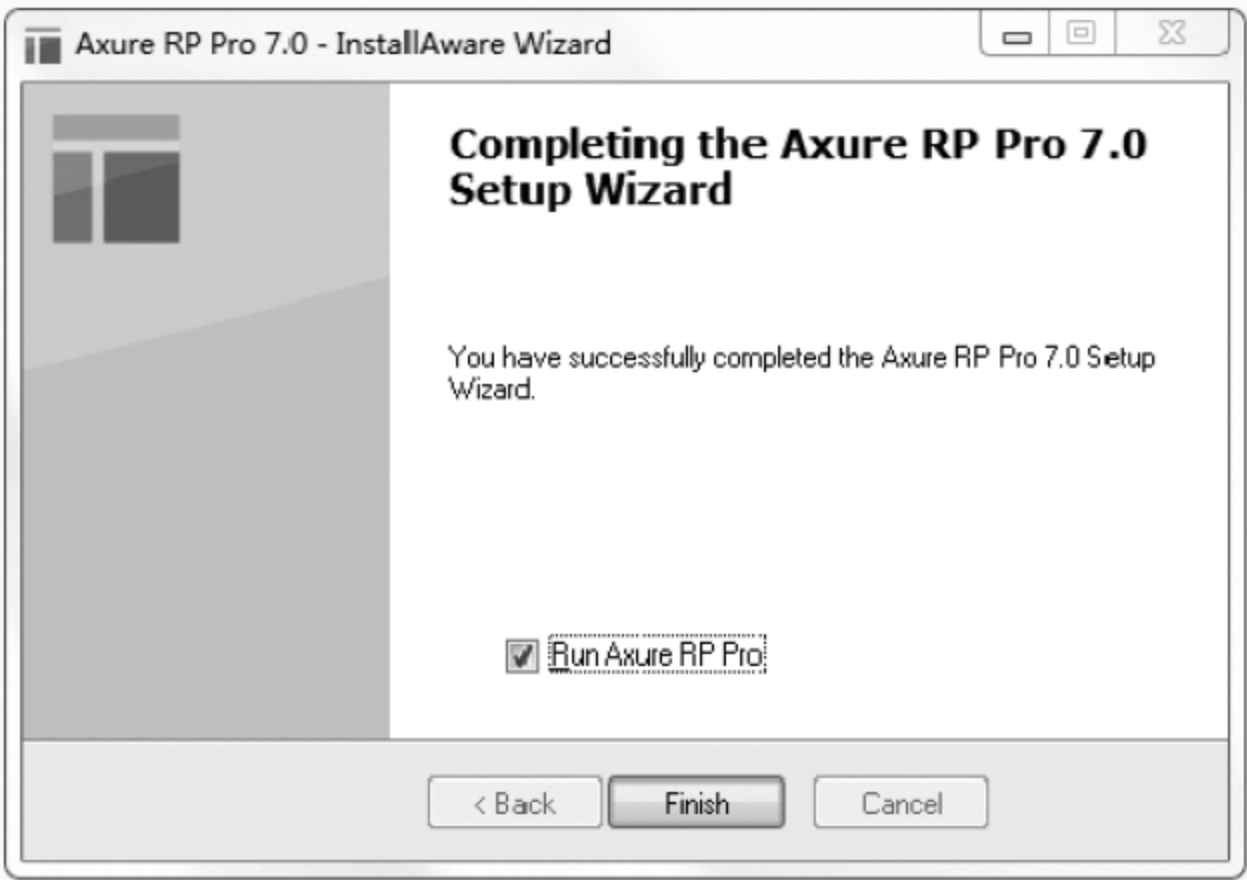 Axure RP Pro 7.0 - InstallAware Wizard
Completing the Axure RP Pro 7.0
Setup Wizard
You have successfully completed the Axure RP Pro 7.0 Setup
Wizard.
Run Axure RP Pro
< Back
Finish
Cancel